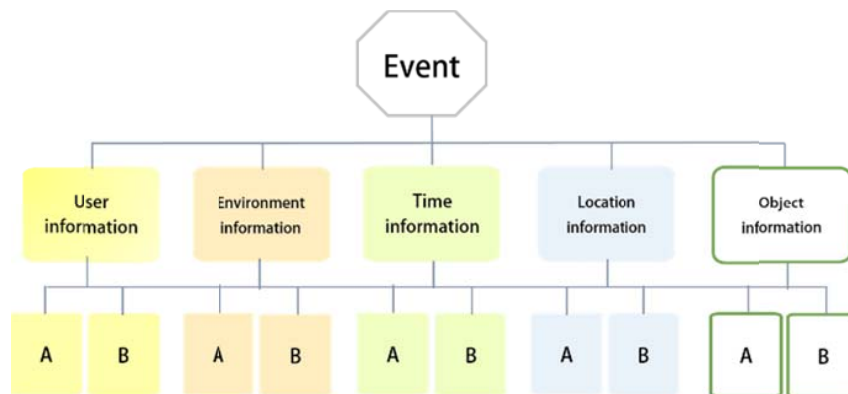 Event
User
information
Environment
information
Time
information
Location
information
Object
information
A
B
A
B
A
B
A
B
A
B